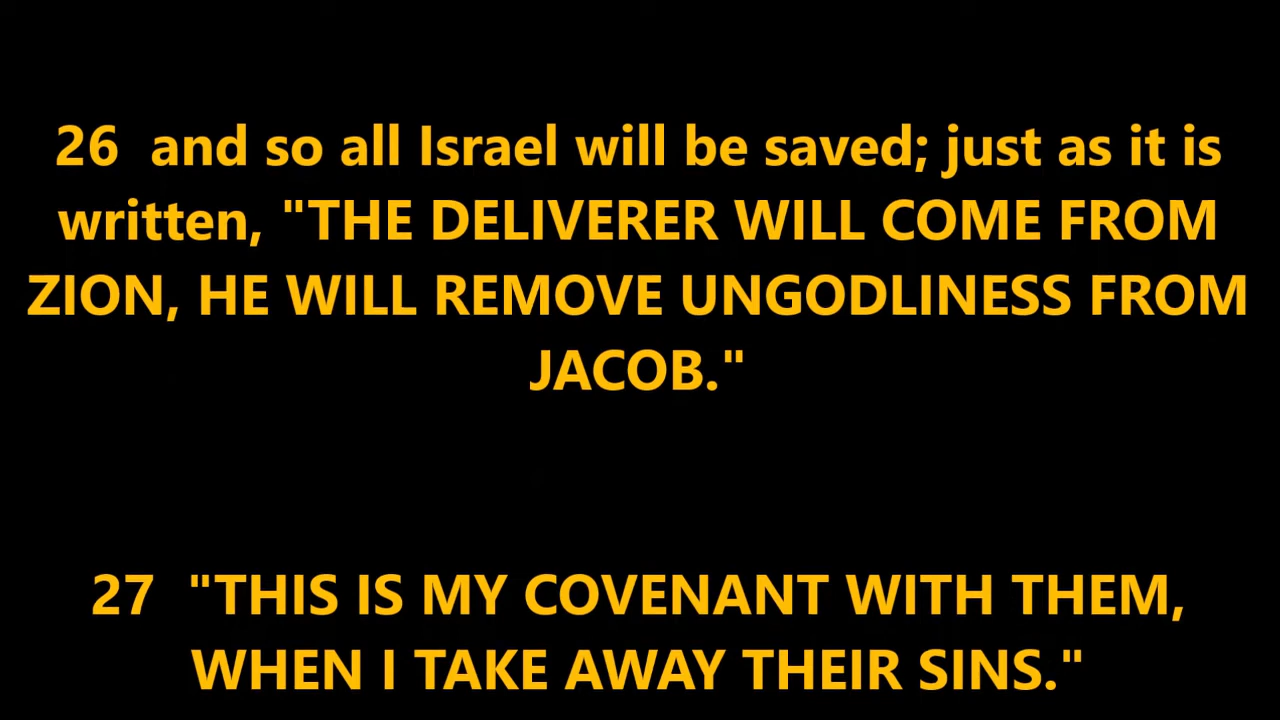 26  and so all Israel will be saved; just as it is
written, "THE DELIVERER WILL COME FROM
ZION, HE WILL REMOVE UNGODLINESS FROM
JACOB."
27  "THIS IS MY COVENANT WITH THEM,
WHEN I TAKE AWAY THEIR SINS."